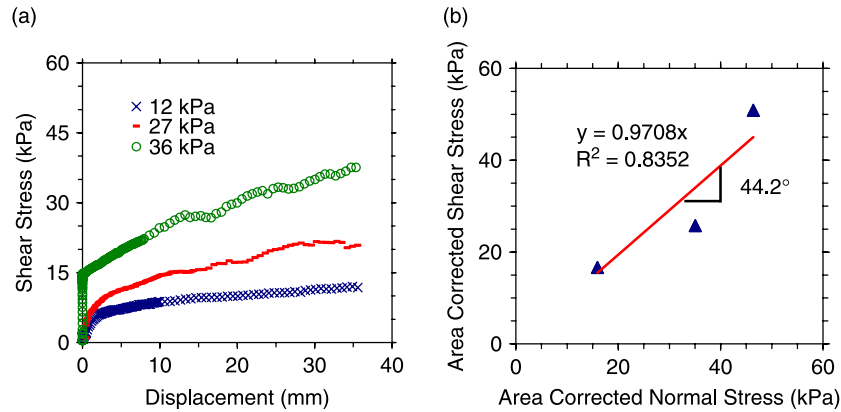 (a)
Shear Stress (kPa)
60
45
30
15
0
12 kPa
27 kPa
36 kPa
0 10 20 30 40
Displacement (mm)
(b)
Area Corrected Shear Stress (kPa)
60
40
20
0
y = 0.9708x
R² = 0.8352
44.2°
0 20 40 60
Area Corrected Normal Stress (kPa)